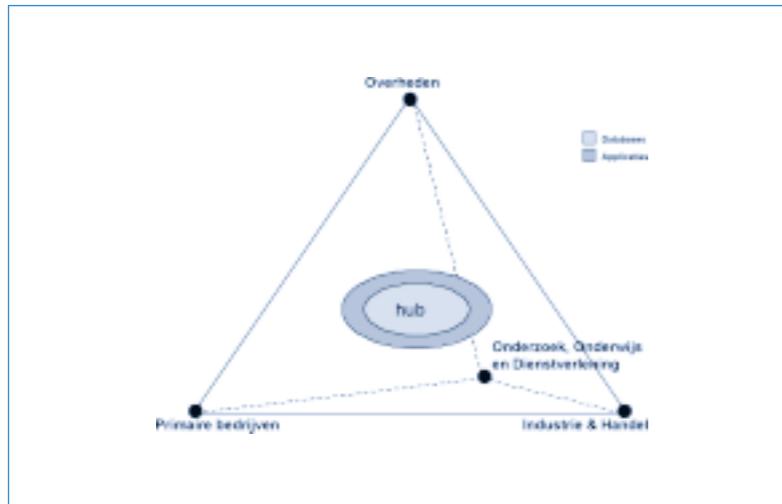 Overheden
Databases
Applicaties
hub
Onderzoek, Onderwijs
en Dienstverlening
Primaire bedrijven
Industrie & Handel